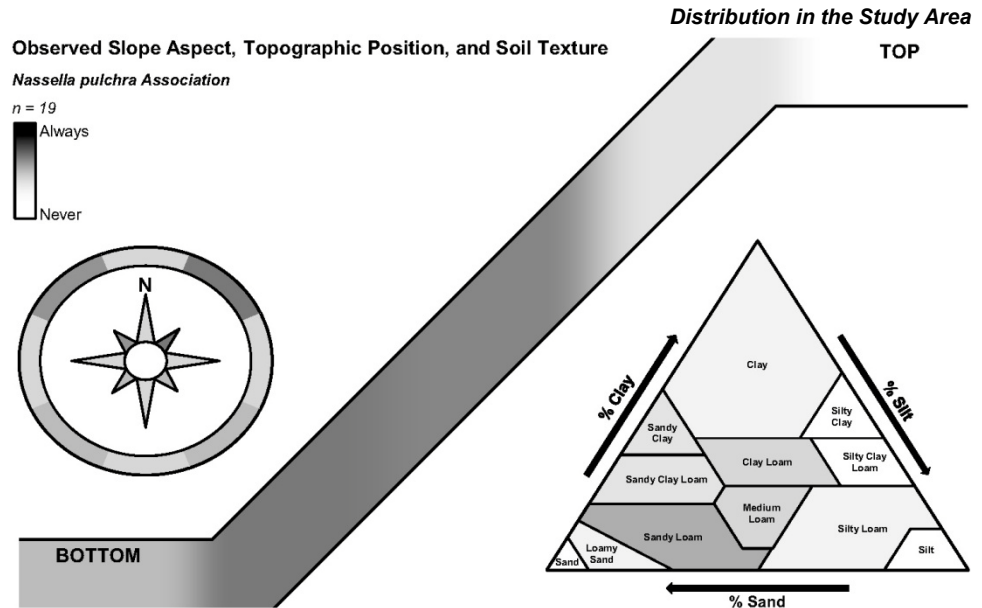 Distribution in the Study Area
Observed Slope Aspect, Topographic Position, and Soil Texture
TOP
Nassella pulchra Association
n = 19
Always
Never
N
BOTTOM
% Clay
% Silt
Clay
Silty
Clay
Sandy
Clay
Clay Loam
Silty Clay
Loam
Sandy Clay Loam
Medium
Loam
Sandy Loam
Silty Loam
Sand
Loamy
Sand
Silt
% Sand